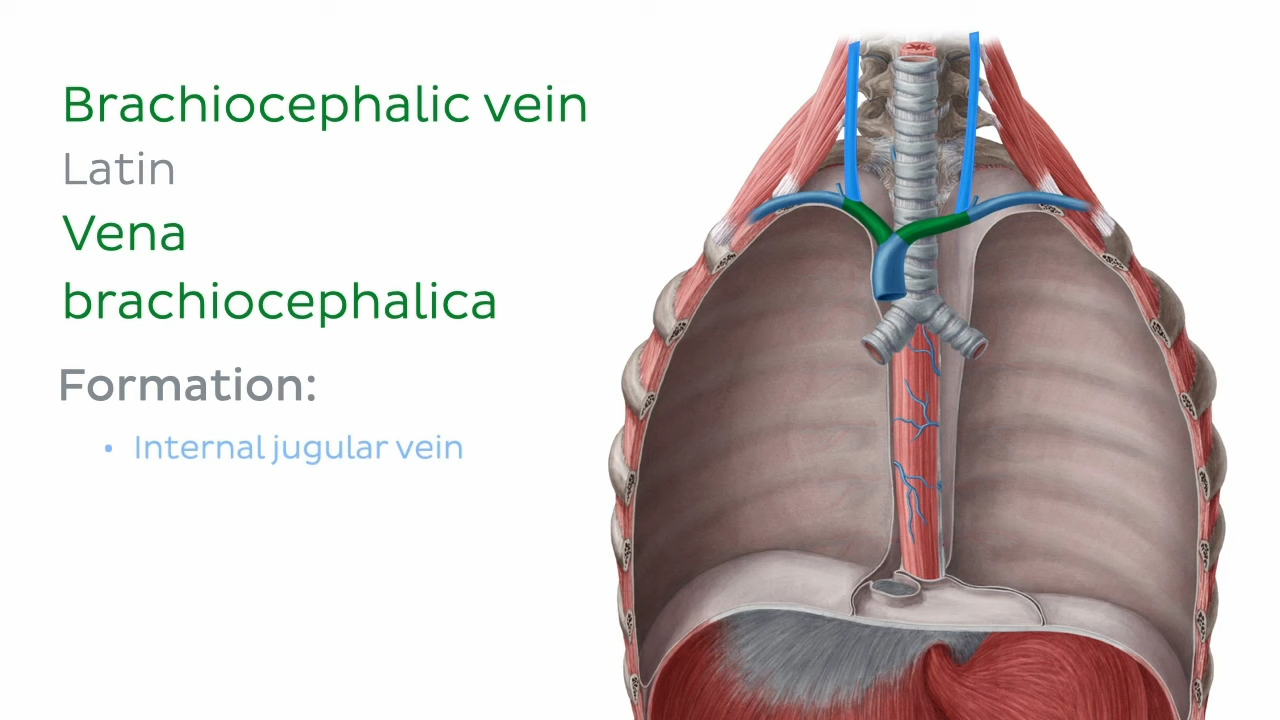 Brachiocephalic vein
Latin
Vena
brachiocephalica
Formation:
• Internal jugular vein